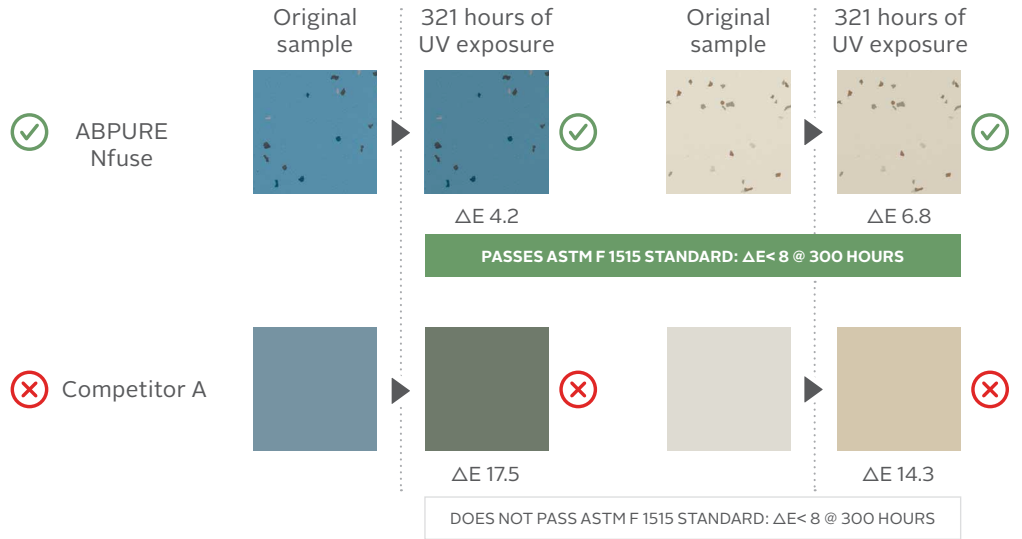 Original
sample
321 hours of
UV exposure
Original
sample
321 hours of
UV exposure
ABPURE
Nfuse
△E 4.2
△E 6.8
PASSES ASTM F 1515 STANDARD: △E< 8 @ 300 HOURS
Competitor A
△E 17.5
△E 14.3
DOES NOT PASS ASTM F 1515 STANDARD: △E< 8 @ 300 HOURS